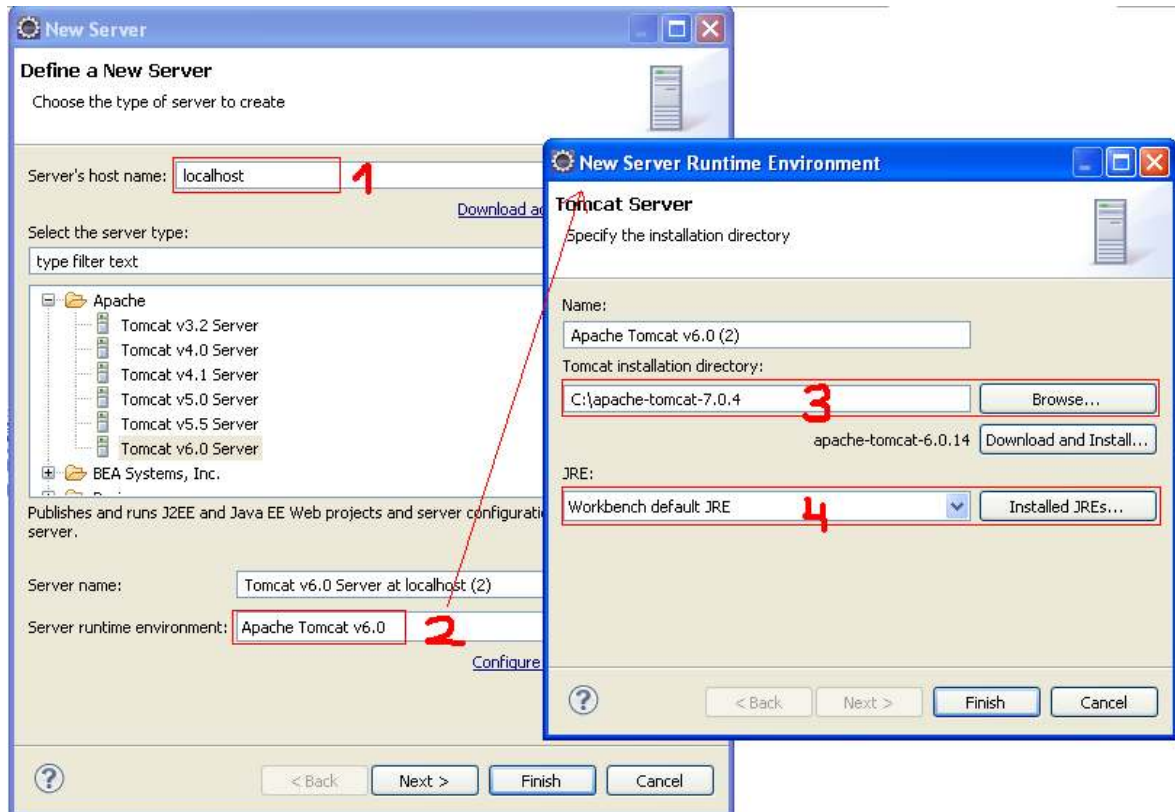 New Server
Define a New Server
Choose the type of server to create
Server's host name: localhost 1
Download ad
Select the server type:
type filter text
Apache
Tomcat v3.2 Server
Tomcat v4.0 Server
Tomcat v4.1 Server
Tomcat v5.0 Server
Tomcat v5.5 Server
Tomcat v6.0 Server
BEA Systems, Inc.
Publishes and runs J2EE and Java EE Web projects and server configurati
server.
Server name: Tomcat v6.0 Server at localhost (2)
Server runtime environment: Apache Tomcat v6.0 2
Configure
? < Back Next > Finish Cancel
New Server Runtime Environment
Tomcat Server
Specify the installation directory
Name:
Apache Tomcat v6.0 (2)
Tomcat installation directory:
C:\apache-tomcat-7.0.4 3 Browse...
apache-tomcat-6.0.14 Download and Install...
JRE:
Workbench default JRE 4 Installed JREs...
? < Back Next > Finish Cancel